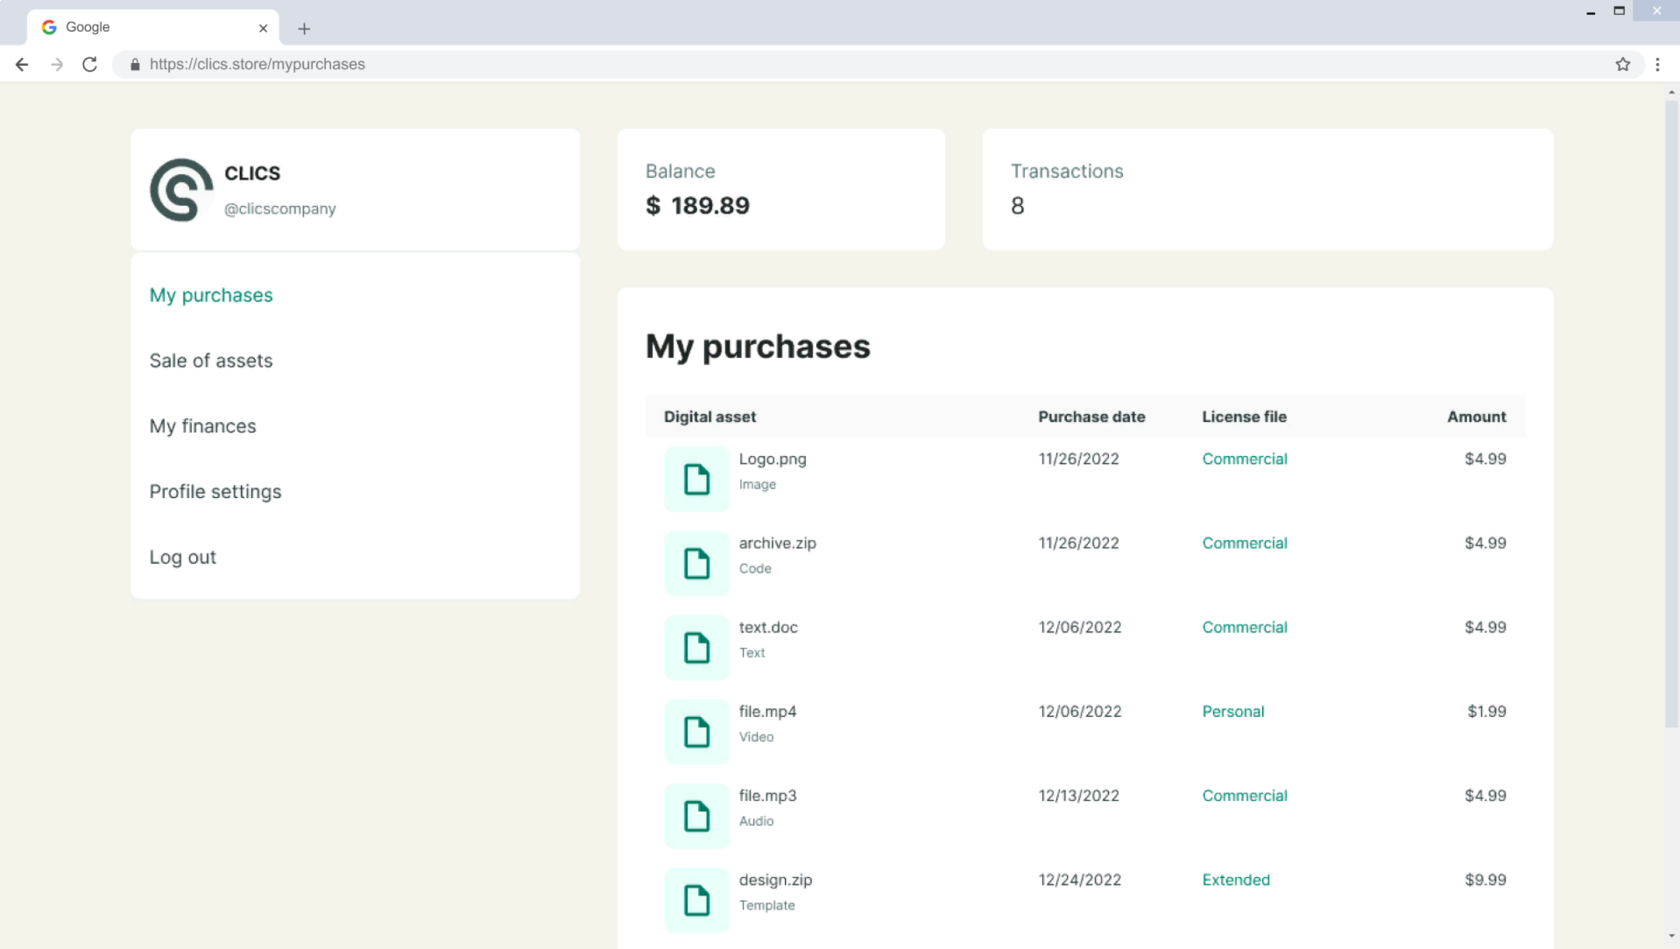 Google
https://clics.store/mypurchases
CLICS
@clicscompany
Balance
$ 189.89
Transactions
8
My purchases
Sale of assets
My finances
Profile settings
Log out
My purchases
Digital asset Purchase date License file Amount
Logo.png 11/26/2022 Commercial $4.99
Image
archive.zip 11/26/2022 Commercial $4.99
Code
text.doc 12/06/2022 Commercial $4.99
Text
file.mp4 12/06/2022 Personal $1.99
Video
file.mp3 12/13/2022 Commercial $4.99
Audio
design.zip 12/24/2022 Extended $9.99
Template